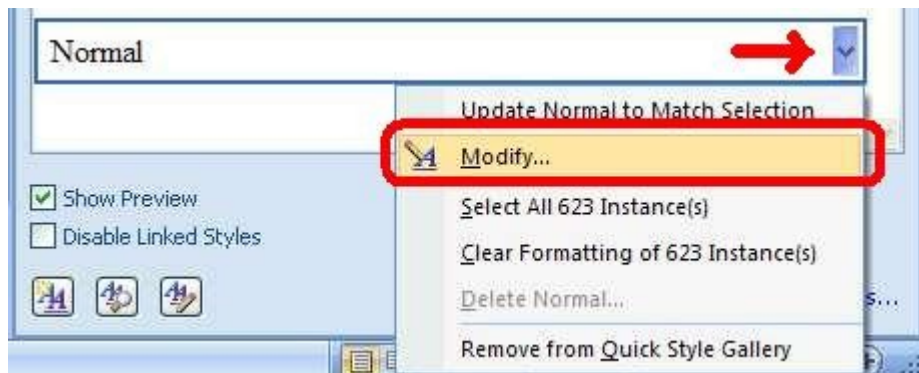 Normal
Update Normal to Match Selection
Modify...
Show Preview
Select All 623 Instance(s)
Disable Linked Styles
Clear Formatting of 623 Instance(s)
Delete Normal...
Remove from Quick Style Gallery